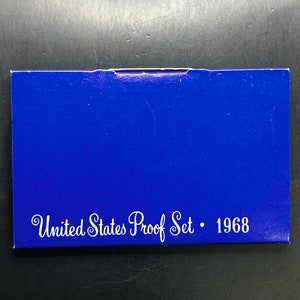 United States Proof Set • 1968